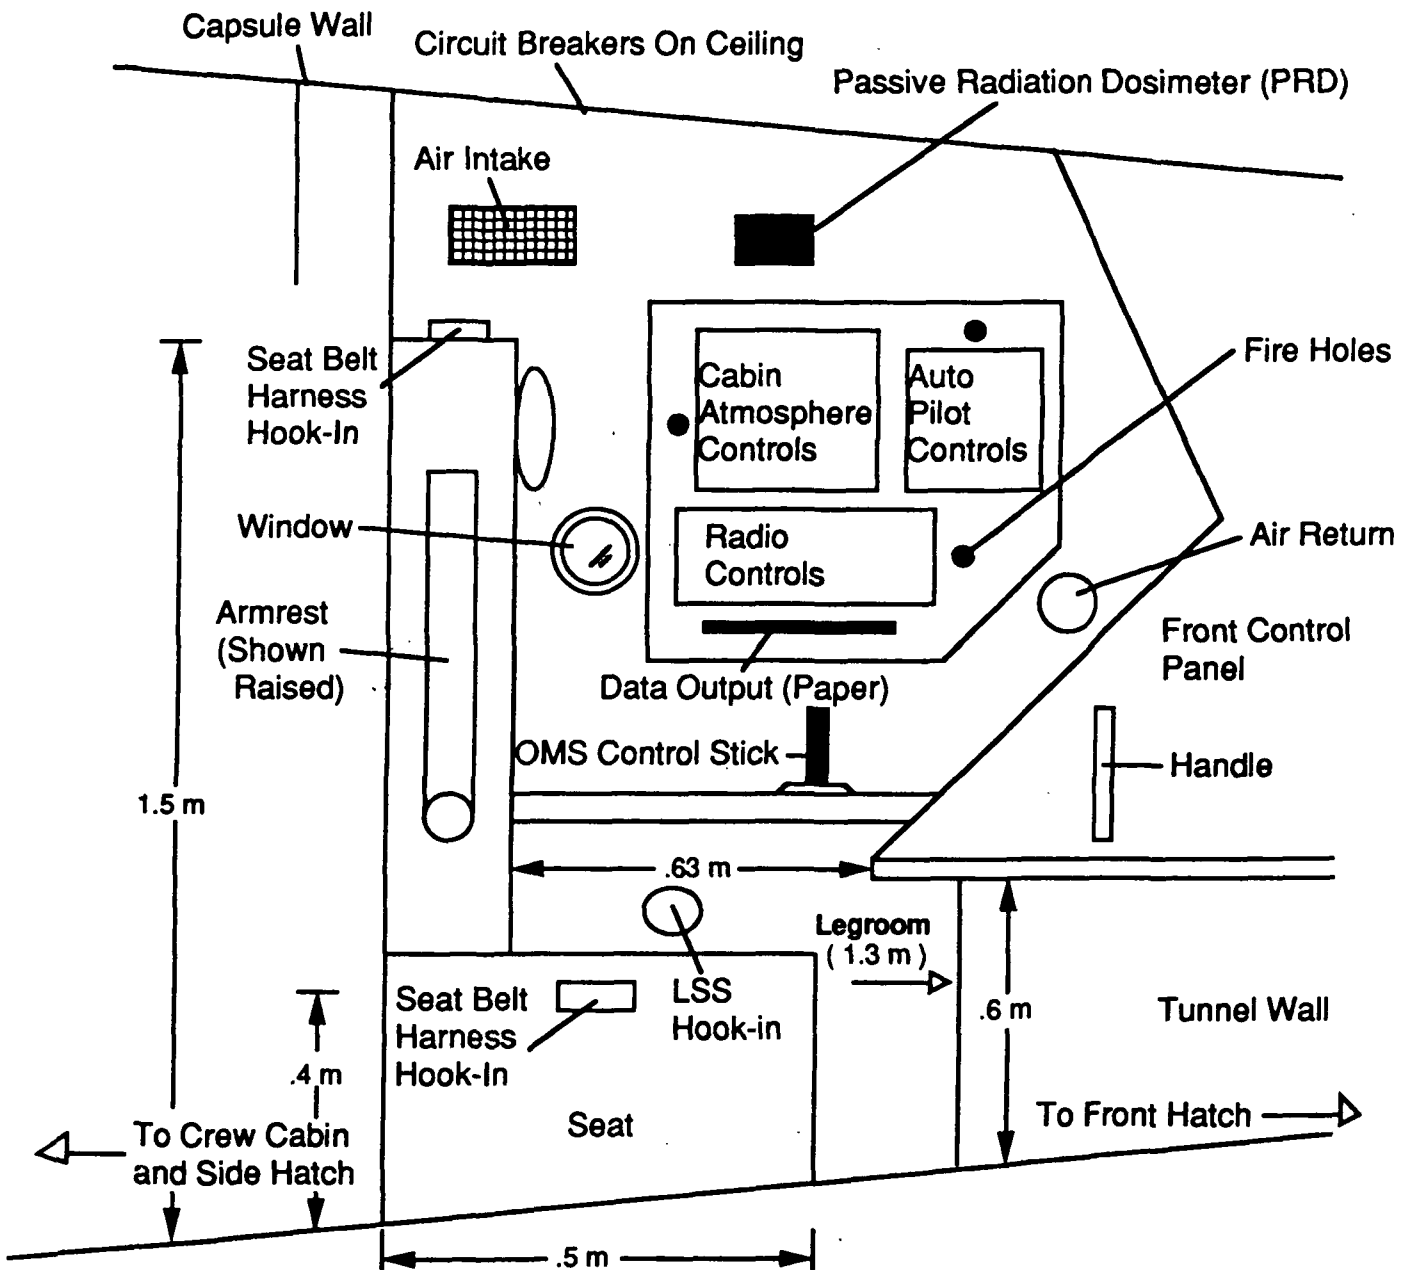 Capsule Wall
Circuit Breakers On Ceiling
Passive Radiation Dosimeter (PRD)
Air Intake
Seat Belt
Harness
Hook-In
Cabin
Atmosphere
Controls
Auto
Pilot
Controls
Fire Holes
Window
Radio
Controls
Air Return
Armrest
(Shown
Raised)
Front Control
Panel
Data Output (Paper)
OMS Control Stick
Handle
1.5 m
.63 m
Legroom
( 1.3 m )
Seat Belt
Harness
Hook-In
LSS
Hook-in
.6 m
Tunnel Wall
.4 m
To Crew Cabin
and Side Hatch
Seat
To Front Hatch
.5 m